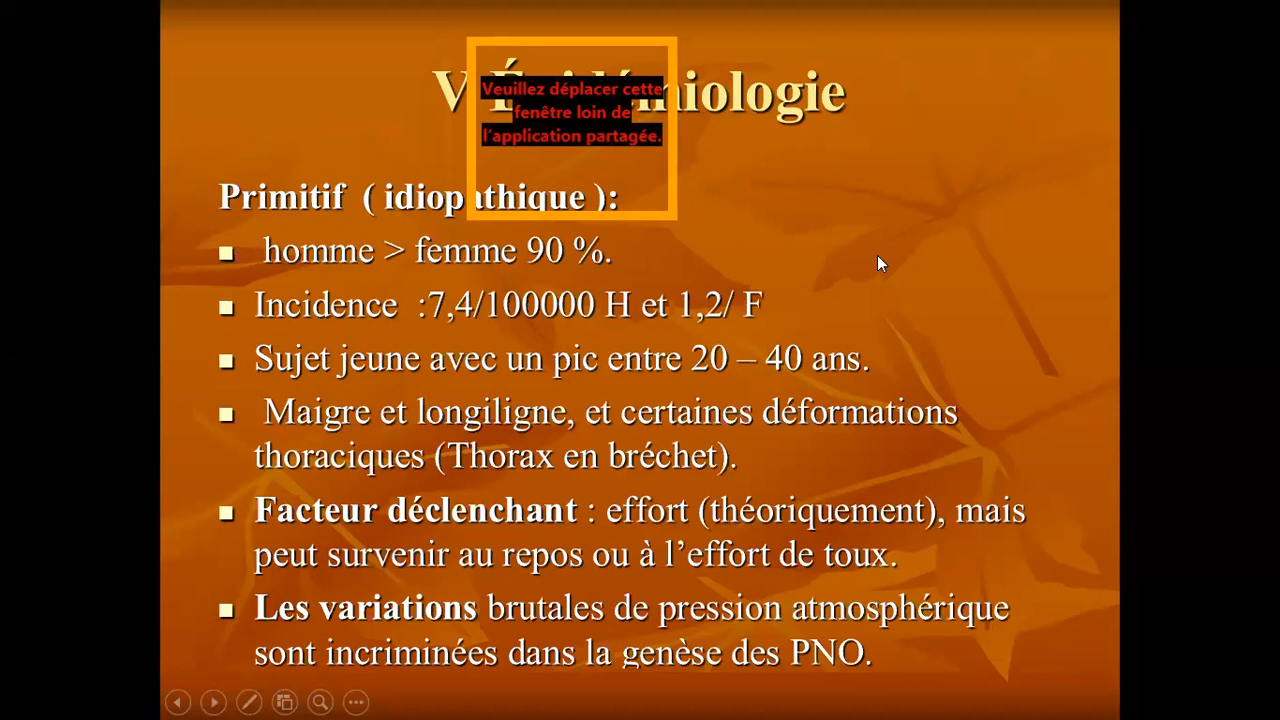 V Épidémiologie
Veuillez déplacer cette
fenêtre loin de
l'application partagée.
Primitif ( idiopathique ):
homme > femme 90 %.
Incidence :7,4/100000 H et 1,2/ F
Sujet jeune avec un pic entre 20 – 40 ans.
Maigre et longiligne, et certaines déformations
thoraciques (Thorax en bréchet).
Facteur déclenchant : effort (théoriquement), mais
peut survenir au repos ou à l'effort de toux.
Les variations brutales de pression atmosphérique
sont incriminées dans la genèse des PNO.